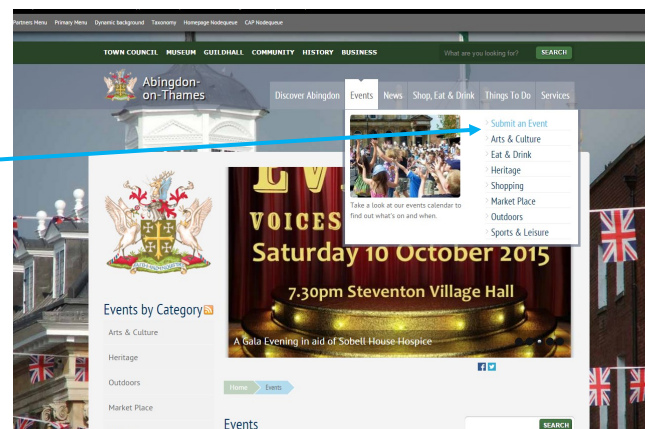 Partners Menu Primary Menu Dynamic background Taxonomy Homepage Nodequeue CAP Nodequeue
TOWN COUNCIL MUSEUM GUILDHALL COMMUNITY HISTORY BUSINESS What are you looking for? SEARCH
Abingdon-
on-Thames
Discover Abingdon Events News Shop, Eat & Drink Things To Do Services
Submit an Event
Arts & Culture
Eat & Drink
Heritage
Shopping
Market Place
Outdoors
Sports & Leisure
Take a look at our events calendar to
find out what's on and when.
VOICES
Saturday 10 October 2015
7.30pm Steventon Village Hall
A Gala Evening in aid of Sobell House Hospice
Events by Category
Arts & Culture
Heritage
Outdoors
Market Place
Home Events
Events
SEARCH